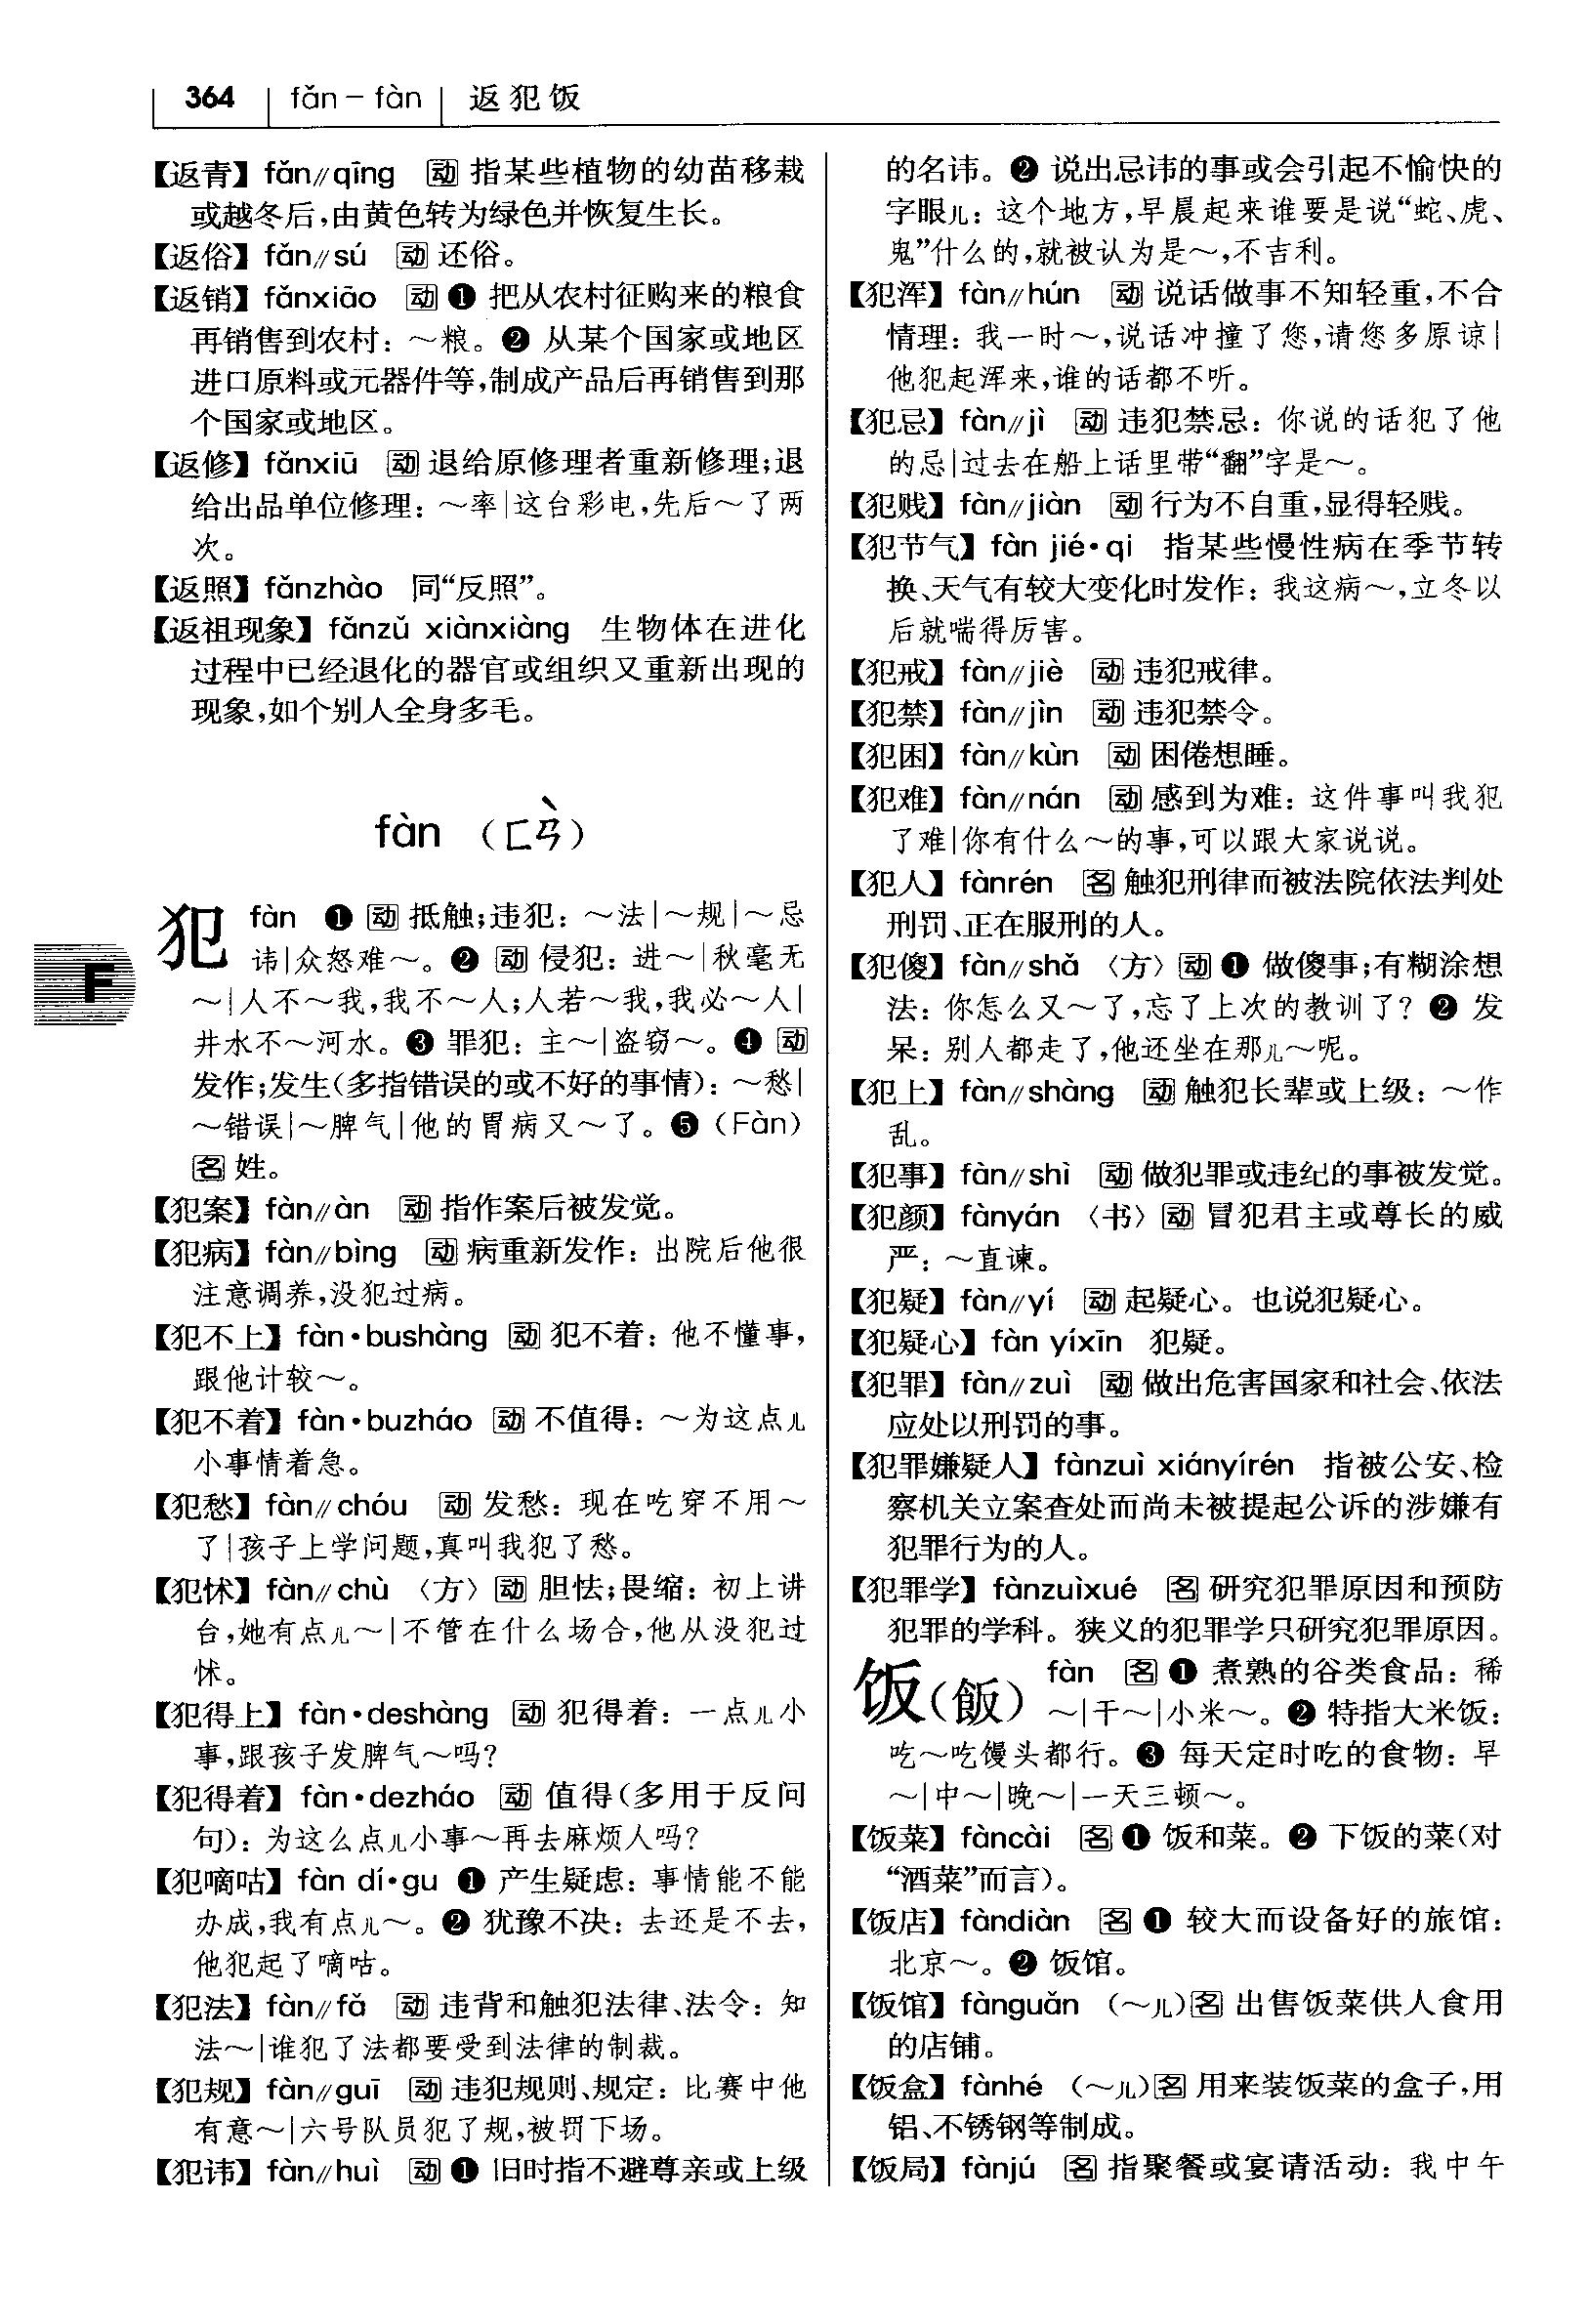 364 fǎn－fàn 返犯饭
【返青】fǎn//qīng 动 指某些植物的幼苗移栽
或越冬后,由黄色转为绿色并恢复生长。
【返俗】fǎn//sú 动 还俗。
【返销】fǎnxiāo 动 ❶ 把从农村征购来的粮食
再销售到农村：～粮。❷ 从某个国家或地区
进口原料或元器件等,制成产品后再销售到那
个国家或地区。
【返修】fǎnxiū 动 退给原修理者重新修理;退
给出品单位修理：～率|这台彩电,先后～了两
次。
【返照】fǎnzhào 同“反照”。
【返祖现象】fǎnzǔ xiànxiàng 生物体在进化
过程中已经退化的器官或组织又重新出现的
现象,如个别人全身多毛。
fàn （ㄈㄢˋ）
犯 fàn ❶ 动 抵触;违犯：～法|～规|～忌
讳|众怒难～。❷ 动 侵犯：进～|秋毫无
～|人不～我,我不～人;人若～我,我必～人|
井水不～河水。❸ 罪犯：主～|盗窃～。❹ 动
发作;发生(多指错误的或不好的事情)：～愁|
～错误|～脾气|他的胃病又～了。❺（Fàn）
名 姓。
【犯案】fàn//àn 动 指作案后被发觉。
【犯病】fàn//bìng 动 病重新发作：出院后他很
注意调养,没犯过病。
【犯不上】fàn•bushàng 动 犯不着：他不懂事,
跟他计较～。
【犯不着】fàn•buzháo 动 不值得：～为这点儿
小事情着急。
【犯愁】fàn//chóu 动 发愁：现在吃穿不用～
了|孩子上学问题,真叫我犯了愁。
【犯怵】fàn//chù 〈方〉动 胆怯;畏缩：初上讲
台,她有点儿～|不管在什么场合,他从没犯过
怵。
【犯得上】fàn•deshàng 动 犯得着：一点儿小
事,跟孩子发脾气～吗?
【犯得着】fàn•dezháo 动 值得(多用于反问
句)：为这么点儿小事～再去麻烦人吗?
【犯嘀咕】fàn dí•gu ❶ 产生疑虑：事情能不能
办成,我有点儿～。❷ 犹豫不决：去还是不去,
他犯起了嘀咕。
【犯法】fàn//fǎ 动 违背和触犯法律、法令：知
法～|谁犯了法都要受到法律的制裁。
【犯规】fàn//guī 动 违犯规则、规定：比赛中他
有意～|六号队员犯了规,被罚下场。
【犯讳】fàn//huì 动 ❶ 旧时指不避尊亲或上级
的名讳。❷ 说出忌讳的事或会引起不愉快的
字眼儿：这个地方,早晨起来谁要是说“蛇、虎、
鬼”什么的,就被认为是～,不吉利。
【犯浑】fàn//hún 动 说话做事不知轻重,不合
情理：我一时～,说话冲撞了您,请您多原谅|
他犯起浑来,谁的话都不听。
【犯忌】fàn//jì 动 违犯禁忌：你说的话犯了他
的忌|过去在船上话里带“翻”字是～。
【犯贱】fàn//jiàn 动 行为不自重,显得轻贱。
【犯节气】fàn jié•qi 指某些慢性病在季节转
换、天气有较大变化时发作：我这病～,立冬以
后就喘得厉害。
【犯戒】fàn//jiè 动 违犯戒律。
【犯禁】fàn//jìn 动 违犯禁令。
【犯困】fàn//kùn 动 困倦想睡。
【犯难】fàn//nán 动 感到为难：这件事叫我犯
了难|你有什么～的事,可以跟大家说说。
【犯人】fànrén 名 触犯刑律而被法院依法判处
刑罚、正在服刑的人。
【犯傻】fàn//shǎ 〈方〉动 ❶ 做傻事;有糊涂想
法：你怎么又～了,忘了上次的教训了? ❷ 发
呆：别人都走了,他还坐在那儿～呢。
【犯上】fàn//shàng 动 触犯长辈或上级：～作
乱。
【犯事】fàn//shì 动 做犯罪或违纪的事被发觉。
【犯颜】fànyán 〈书〉动 冒犯君主或尊长的威
严：～直谏。
【犯疑】fàn//yí 动 起疑心。也说犯疑心。
【犯疑心】fàn yíxīn 犯疑。
【犯罪】fàn//zuì 动 做出危害国家和社会、依法
应处以刑罚的事。
【犯罪嫌疑人】fànzuì xiányírén 指被公安、检
察机关立案查处而尚未被提起公诉的涉嫌有
犯罪行为的人。
【犯罪学】fànzuìxué 名 研究犯罪原因和预防
犯罪的学科。狭义的犯罪学只研究犯罪原因。
饭(飯) fàn 名 ❶ 煮熟的谷类食品：稀
～|干～|小米～。❷ 特指大米饭：
吃～吃馒头都行。❸ 每天定时吃的食物：早
～|中～|晚～|一天三顿～。
【饭菜】fàncài 名 ❶ 饭和菜。❷ 下饭的菜(对
“酒菜”而言)。
【饭店】fàndiàn 名 ❶ 较大而设备好的旅馆：
北京～。❷ 饭馆。
【饭馆】fànguǎn （～儿）名 出售饭菜供人食用
的店铺。
【饭盒】fànhé （～儿）名 用来装饭菜的盒子,用
铝、不锈钢等制成。
【饭局】fànjú 名 指聚餐或宴请活动：我中午
F